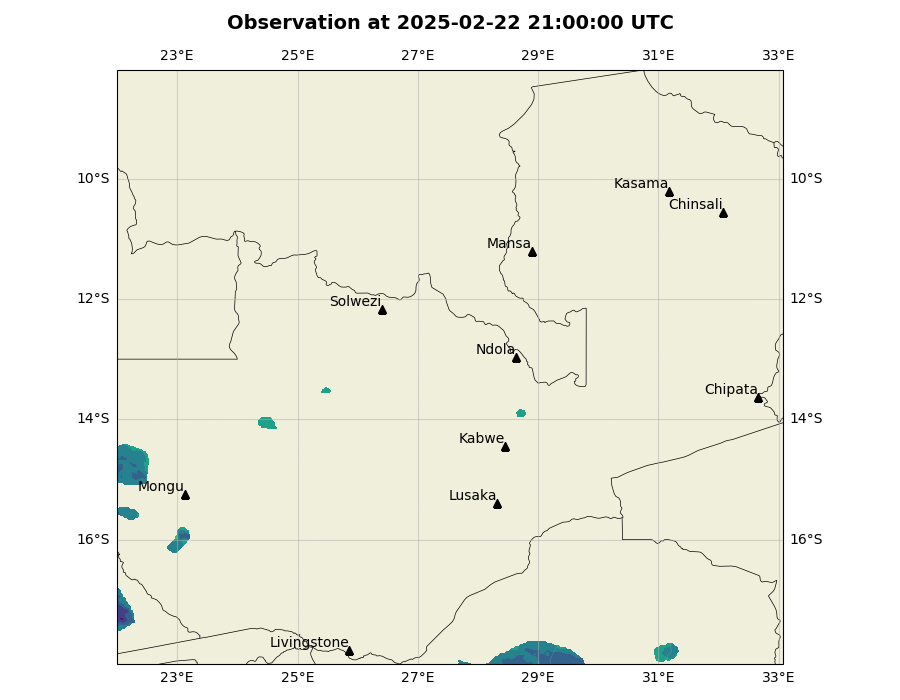 Observation at 2025-02-22 21:00:00 UTC
23°E 25°E 27°E 29°E 31°E 33°E
10°S 10°S
Kasama
Chinsali
Mansa
12°S 12°S
Solwezi
Ndola
Chipata
14°S 14°S
Kabwe
Mongu
Lusaka
16°S 16°S
Livingstone
23°E 25°E 27°E 29°E 31°E 33°E